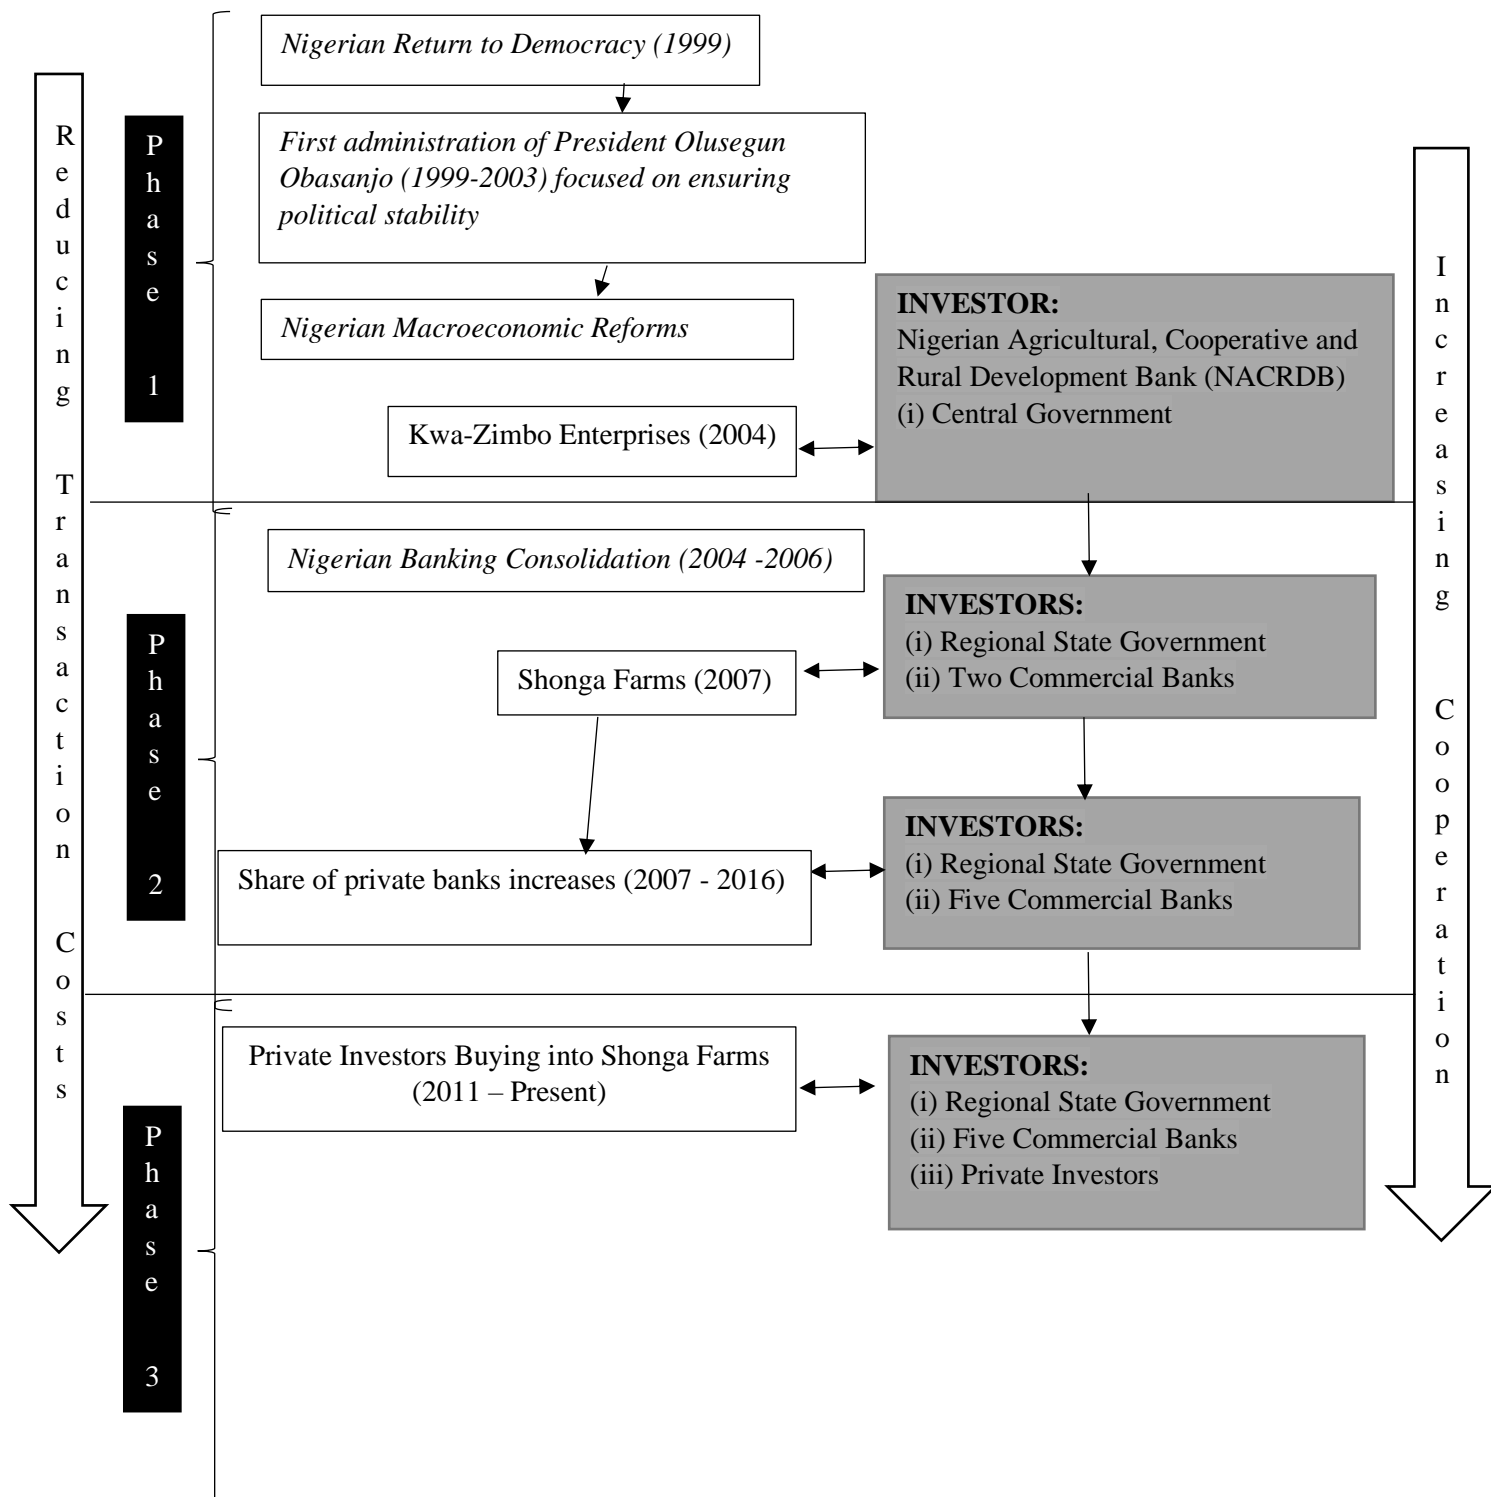 Nigerian Return to Democracy (1999)
First administration of President Olusegun
Obasanjo (1999-2003) focused on ensuring
political stability
Nigerian Macroeconomic Reforms
Kwa-Zimbo Enterprises (2004)
INVESTOR:
Nigerian Agricultural, Cooperative and
Rural Development Bank (NACRDB)
(i) Central Government
Phase 1
Nigerian Banking Consolidation (2004 -2006)
INVESTORS:
(i) Regional State Government
(ii) Two Commercial Banks
Shonga Farms (2007)
Phase 2
Share of private banks increases (2007 - 2016)
INVESTORS:
(i) Regional State Government
(ii) Five Commercial Banks
Private Investors Buying into Shonga Farms
(2011 – Present)
INVESTORS:
(i) Regional State Government
(ii) Five Commercial Banks
(iii) Private Investors
Phase 3
Reducing Transaction Costs
Increasing Cooperation